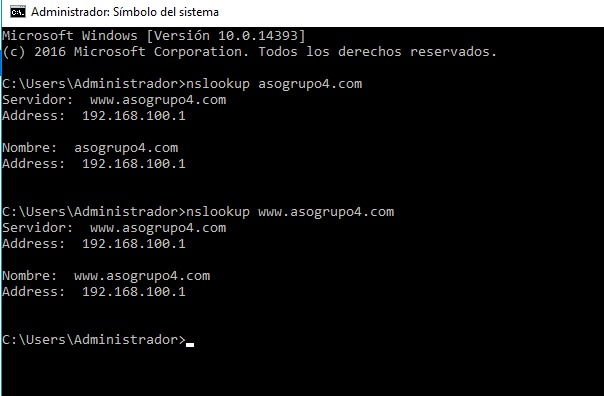 Administrador: Símbolo del sistema
Microsoft Windows [Versión 10.0.14393]
(c) 2016 Microsoft Corporation. Todos los derechos reservados.
C:\Users\Administrador>nslookup asogrupo4.com
Servidor:  www.asogrupo4.com
Address:  192.168.100.1
Nombre:  asogrupo4.com
Address:  192.168.100.1
C:\Users\Administrador>nslookup www.asogrupo4.com
Servidor:  www.asogrupo4.com
Address:  192.168.100.1
Nombre:  www.asogrupo4.com
Address:  192.168.100.1
C:\Users\Administrador>